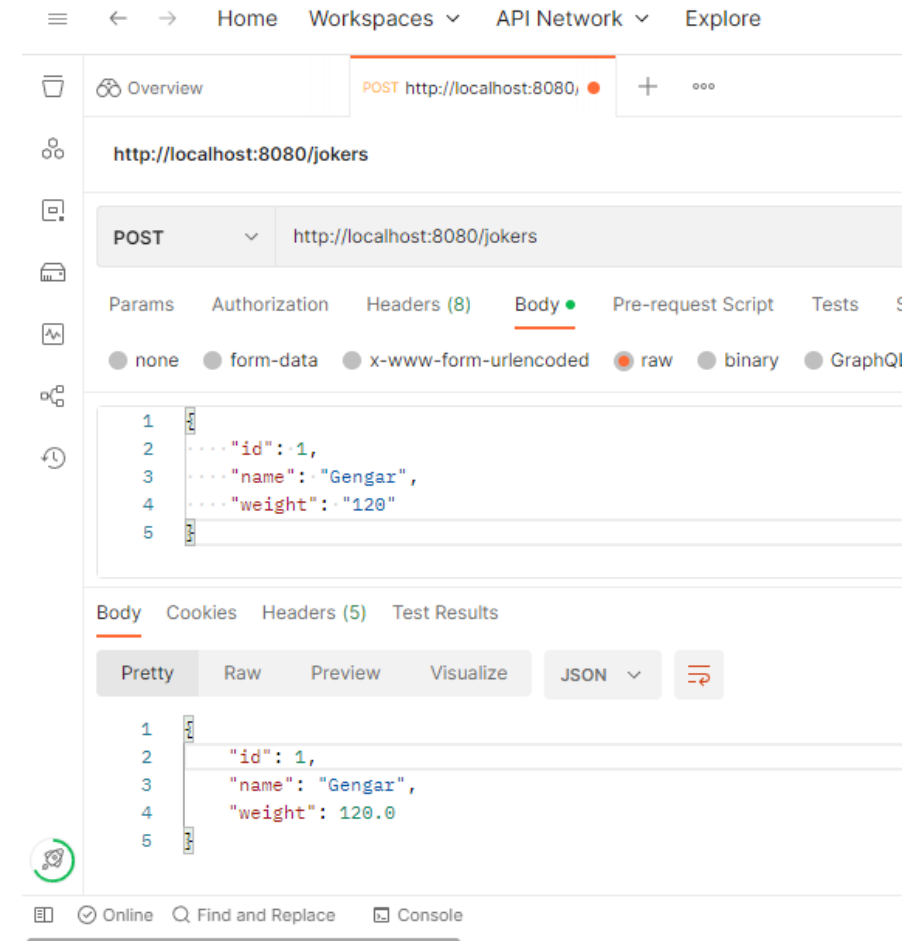 Home Workspaces API Network Explore
Overview POST http://localhost:8080/
http://localhost:8080/jokers
POST http://localhost:8080/jokers
Params Authorization Headers (8) Body Pre-request Script Tests S
none form-data x-www-form-urlencoded raw binary GraphQL
1 {
2 "id": 1,
3 "name": "Gengar",
4 "weight": "120"
5 }
Body Cookies Headers (5) Test Results
Pretty Raw Preview Visualize JSON
1 {
2 "id": 1,
3 "name": "Gengar",
4 "weight": 120.0
5 }
Online Find and Replace Console